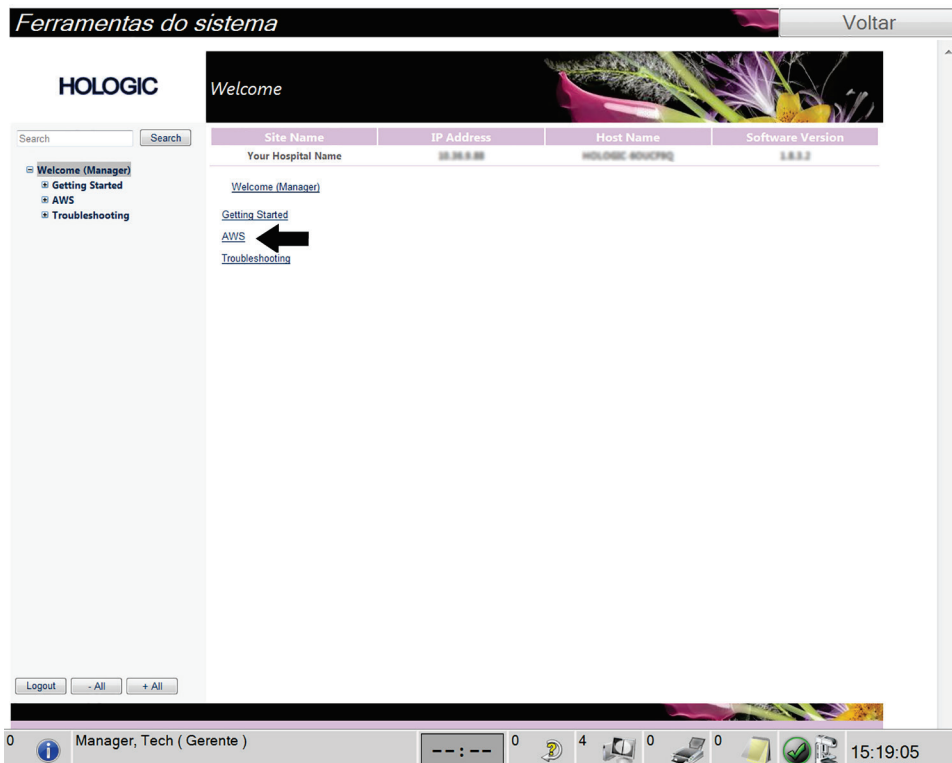 Ferramentas do sistema
Voltar
HOLOGIC
Welcome
Search
Search
Site Name IP Address Host Name Software Version
Your Hospital Name
Welcome (Manager)
Getting Started
AWS
Troubleshooting
Welcome (Manager)
Getting Started
AWS
Troubleshooting
Logout
- All
+ All
0
Manager, Tech ( Gerente )
--:--
0
4
0
0
15:19:05